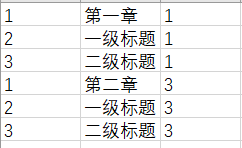 1 第一章 1
2 一级标题 1
3 二级标题 1
1 第二章 3
2 一级标题 3
3 二级标题 3